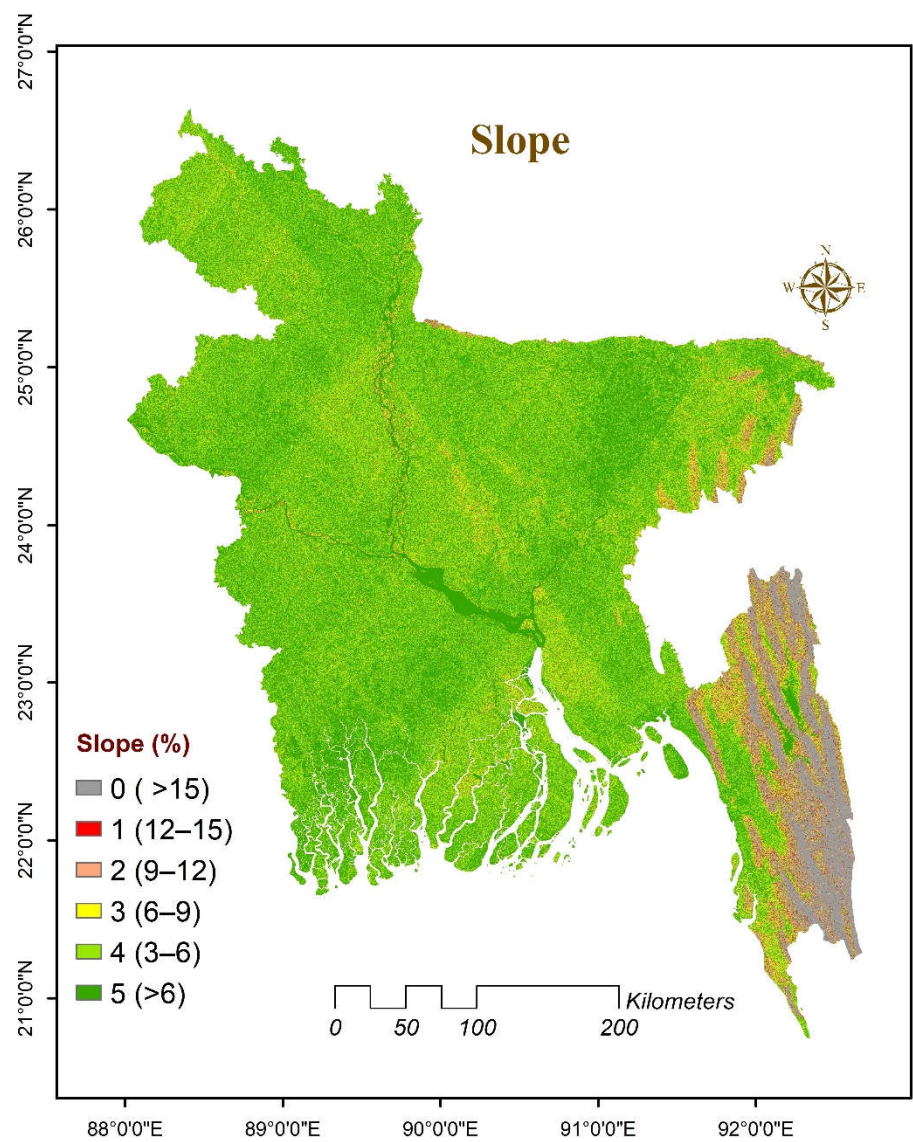 Slope
N
W E
S
27°0'0"N
26°0'0"N
25°0'0"N
24°0'0"N
23°0'0"N
22°0'0"N
21°0'0"N
Slope (%)
0 ( >15)
1 (12–15)
2 (9–12)
3 (6–9)
4 (3–6)
5 (>6)
Kilometers
0 50 100 200
88°0'0"E 89°0'0"E 90°0'0"E 91°0'0"E 92°0'0"E